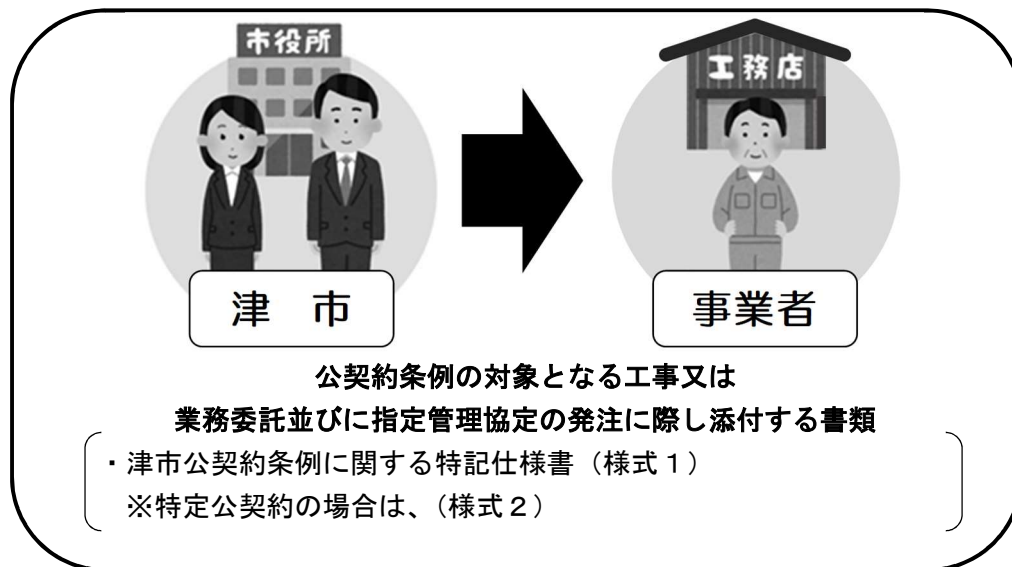 市役所
工務店
津　市
事業者
公契約条例の対象となる工事又は
業務委託並びに指定管理協定の発注に際し添付する書類
・津市公契約条例に関する特記仕様書（様式１）
※特定公契約の場合は、（様式２）